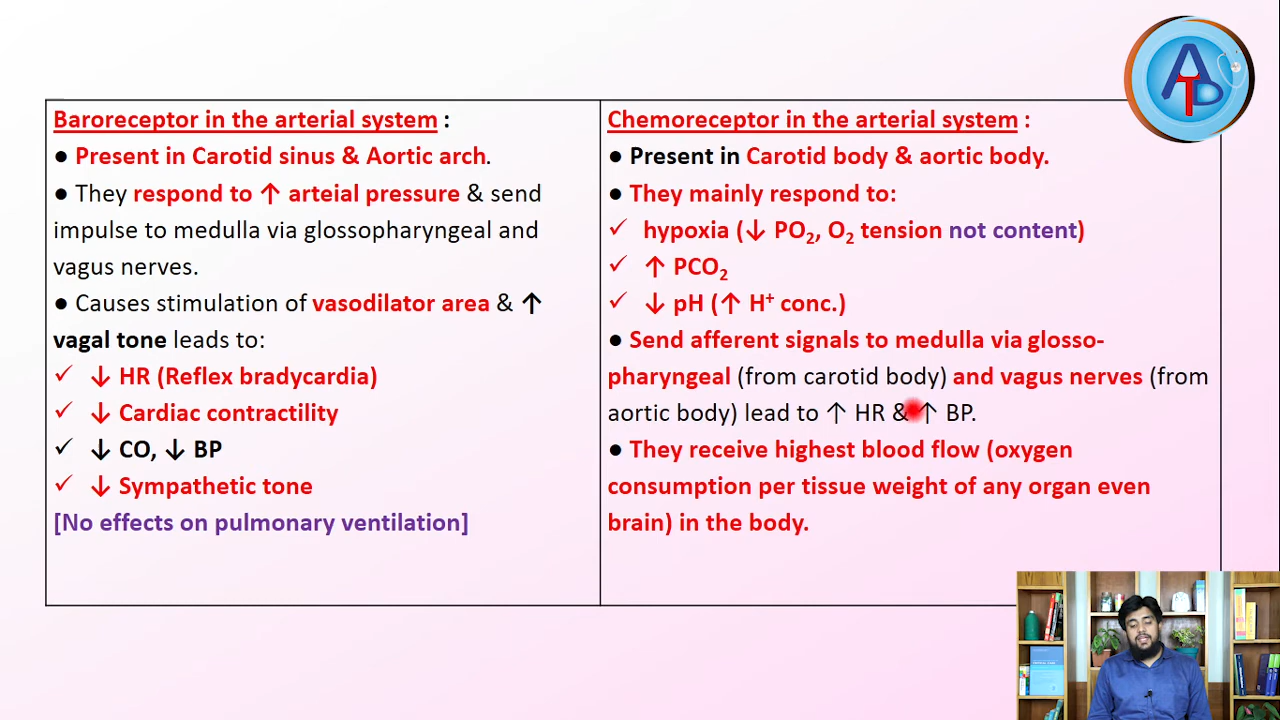 Baroreceptor in the arterial system :
● Present in Carotid sinus & Aortic arch.
● They respond to ↑ arteial pressure & send
impulse to medulla via glossopharyngeal and
vagus nerves.
● Causes stimulation of vasodilator area & ↑
vagal tone leads to:
✓ ↓ HR (Reflex bradycardia)
✓ ↓ Cardiac contractility
✓ ↓ CO, ↓ BP
✓ ↓ Sympathetic tone
[No effects on pulmonary ventilation]
Chemoreceptor in the arterial system :
● Present in Carotid body & aortic body.
● They mainly respond to:
✓ hypoxia (↓ PO₂, O₂ tension not content)
✓ ↑ PCO₂
✓ ↓ pH (↑ H⁺ conc.)
● Send afferent signals to medulla via glosso-
pharyngeal (from carotid body) and vagus nerves (from
aortic body) lead to ↑ HR & ↑ BP.
● They receive highest blood flow (oxygen
consumption per tissue weight of any organ even
brain) in the body.
ATB